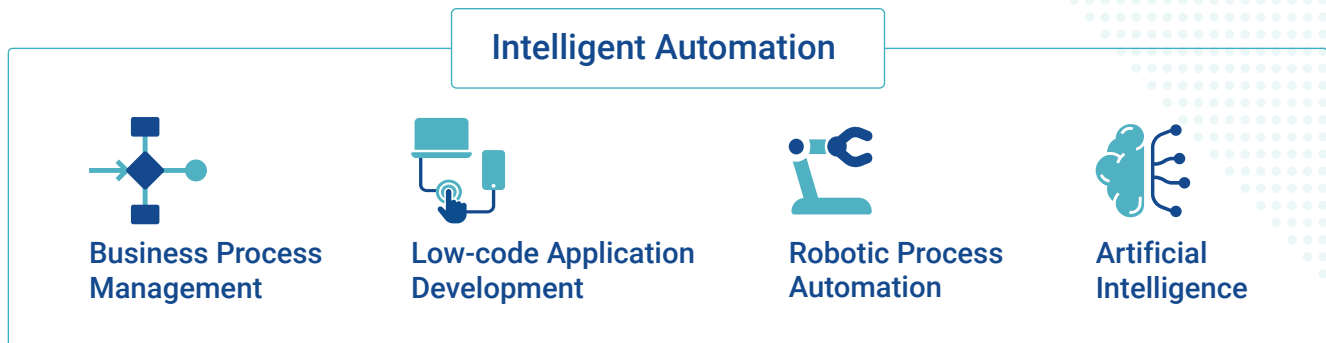 Intelligent Automation
Business Process
Management
Low-code Application
Development
Robotic Process
Automation
Artificial
Intelligence